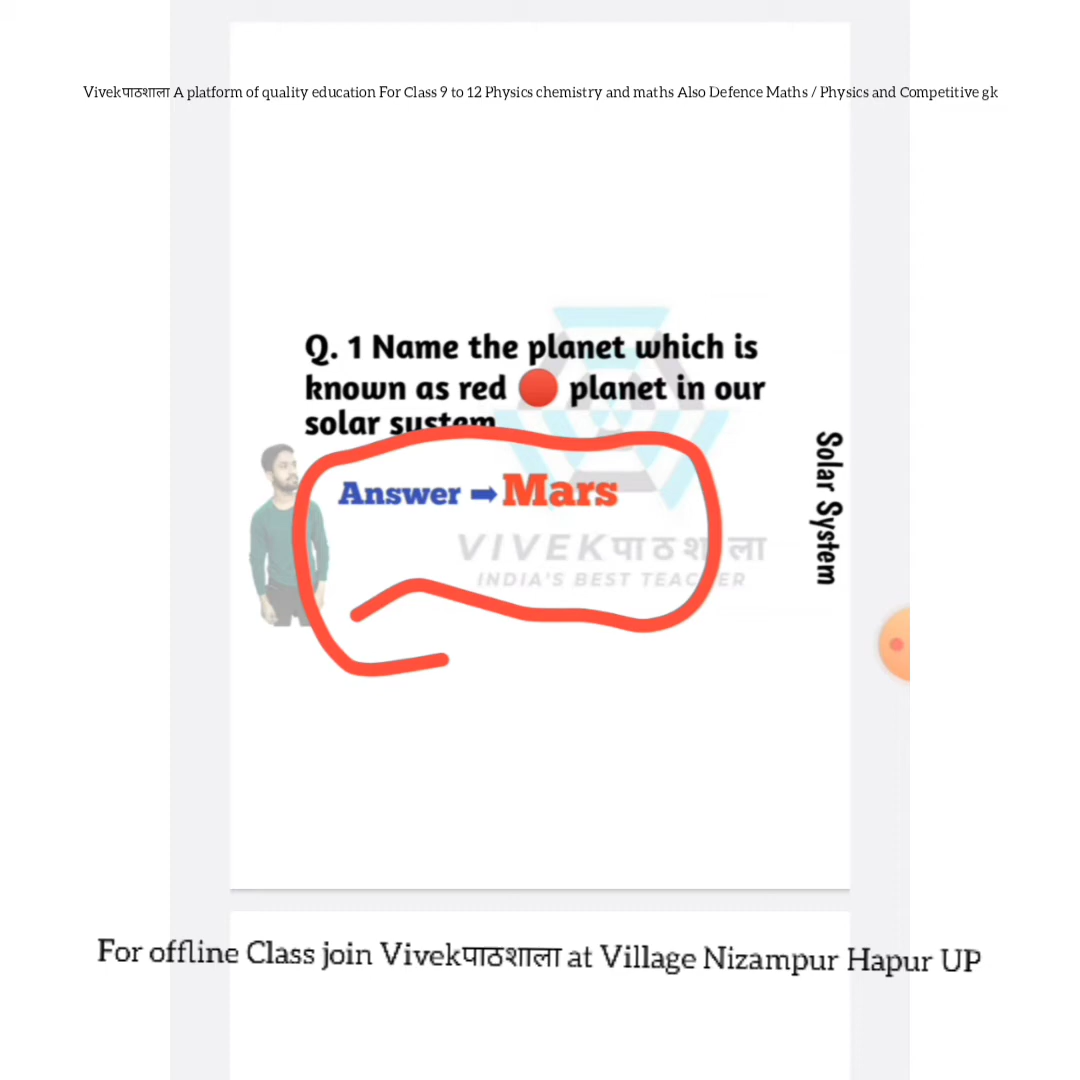 Vivekपाठशाला A platform of quality education For Class 9 to 12 Physics chemistry and maths Also Defence Maths / Physics and Competitive gk
Q. 1 Name the planet which is
known as red 🔴 planet in our
solar system
Answer ➡ Mars
VIVEKपाठशाला
INDIA'S BEST TEACHER
Solar System
For offline Class join Vivekपाठशाला at Village Nizampur Hapur UP